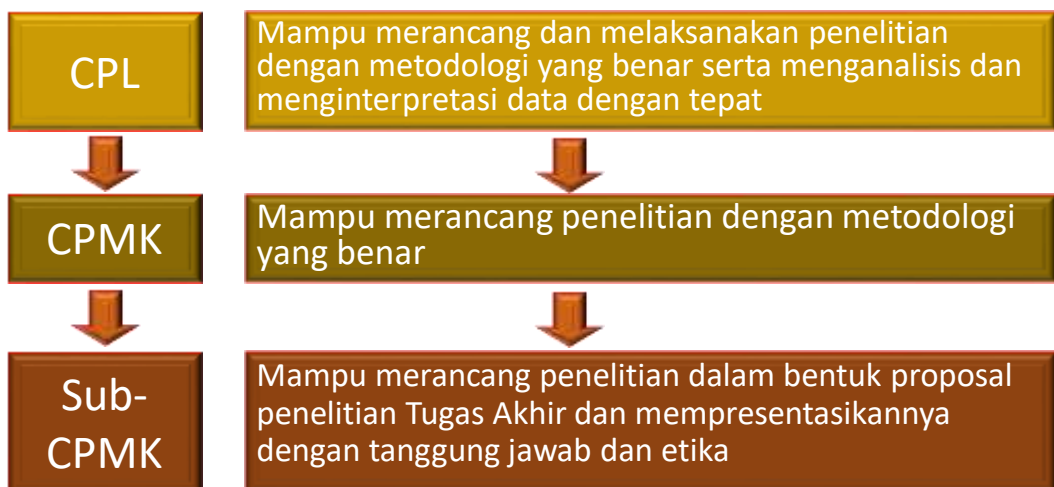 CPL
Mampu merancang dan melaksanakan penelitian
dengan metodologi yang benar serta menganalisis dan
menginterpretasi data dengan tepat
CPMK
Mampu merancang penelitian dengan metodologi
yang benar
Sub-
CPMK
Mampu merancang penelitian dalam bentuk proposal
penelitian Tugas Akhir dan mempresentasikannya
dengan tanggung jawab dan etika